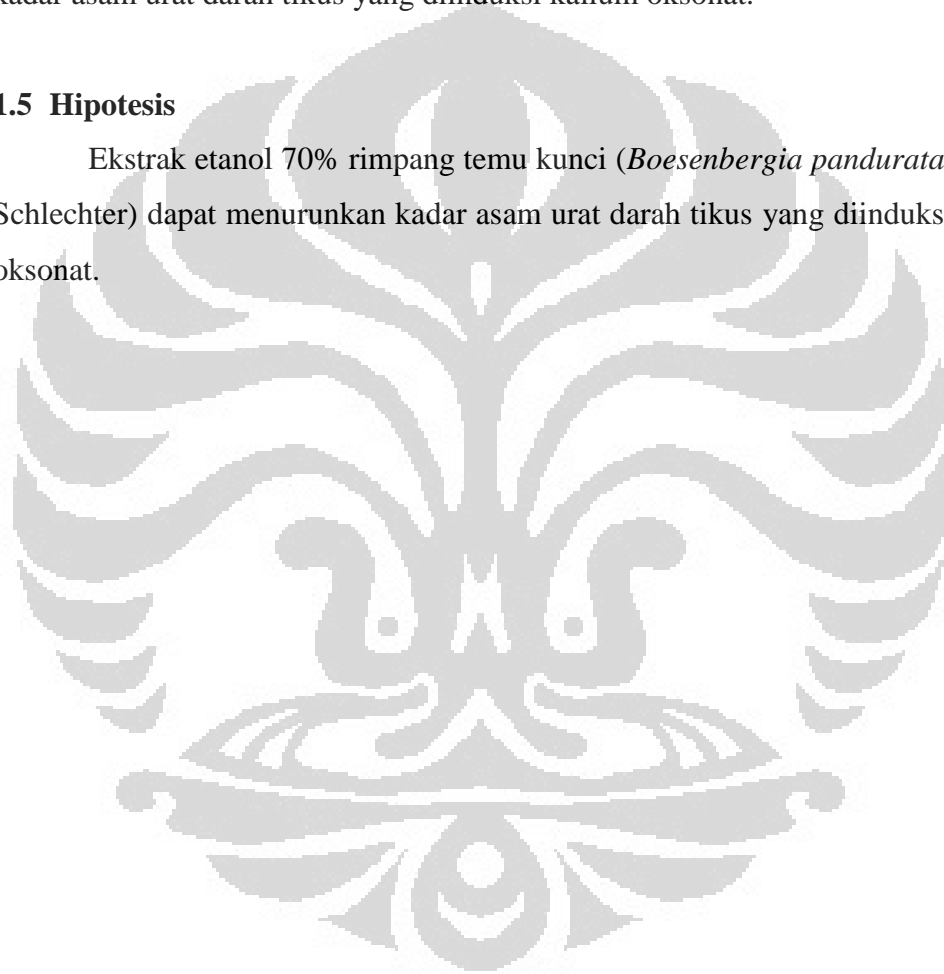 kadar asam urat darah tikus yang diinduksi kalium oksonat.
1.5 Hipotesis
Ekstrak etanol 70% rimpang temu kunci (Boesenbergia pandurata
Schlechter) dapat menurunkan kadar asam urat darah tikus yang diinduks
oksonat.